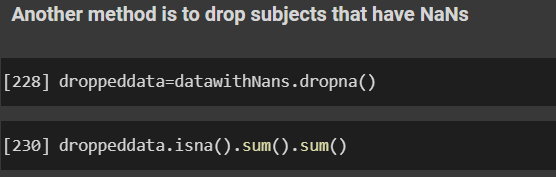 Another method is to drop subjects that have NaNs
[228] droppeddata=datawithNans.dropna()
[230] droppeddata.isna().sum().sum()